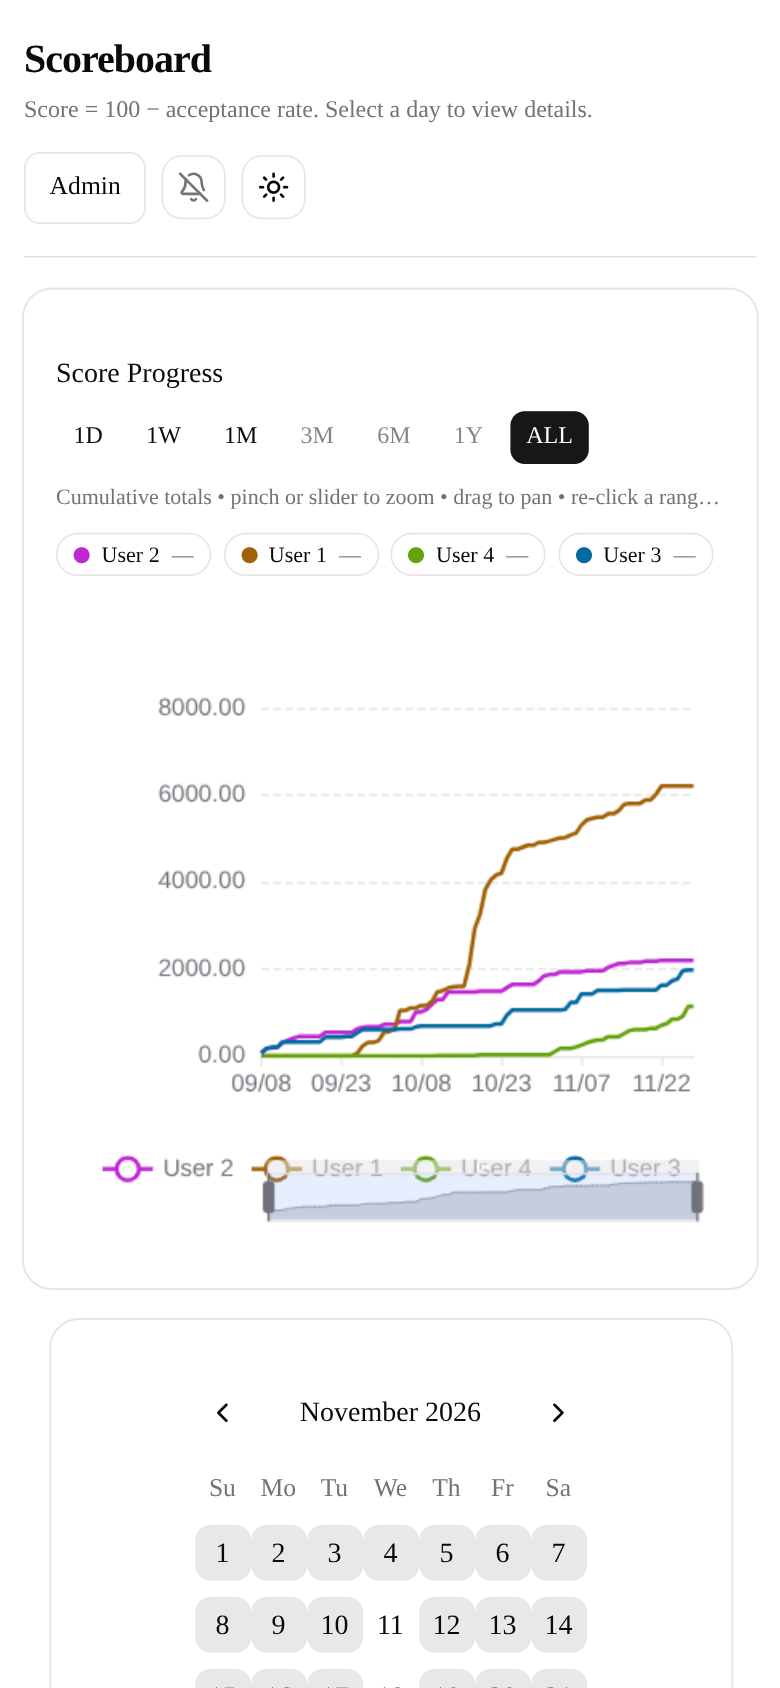 Scoreboard
Score = 100 − acceptance rate. Select a day to view details.
Admin
Score Progress
1D 1W 1M 3M 6M 1Y ALL
Cumulative totals • pinch or slider to zoom • drag to pan • re-click a rang…
User 2 — User 1 — User 4 — User 3 —
8000.00
6000.00
4000.00
2000.00
0.00
09/08 09/23 10/08 10/23 11/07 11/22
User 2 User 1 User 4 User 3
November 2026
Su Mo Tu We Th Fr Sa
1 2 3 4 5 6 7
8 9 10 11 12 13 14